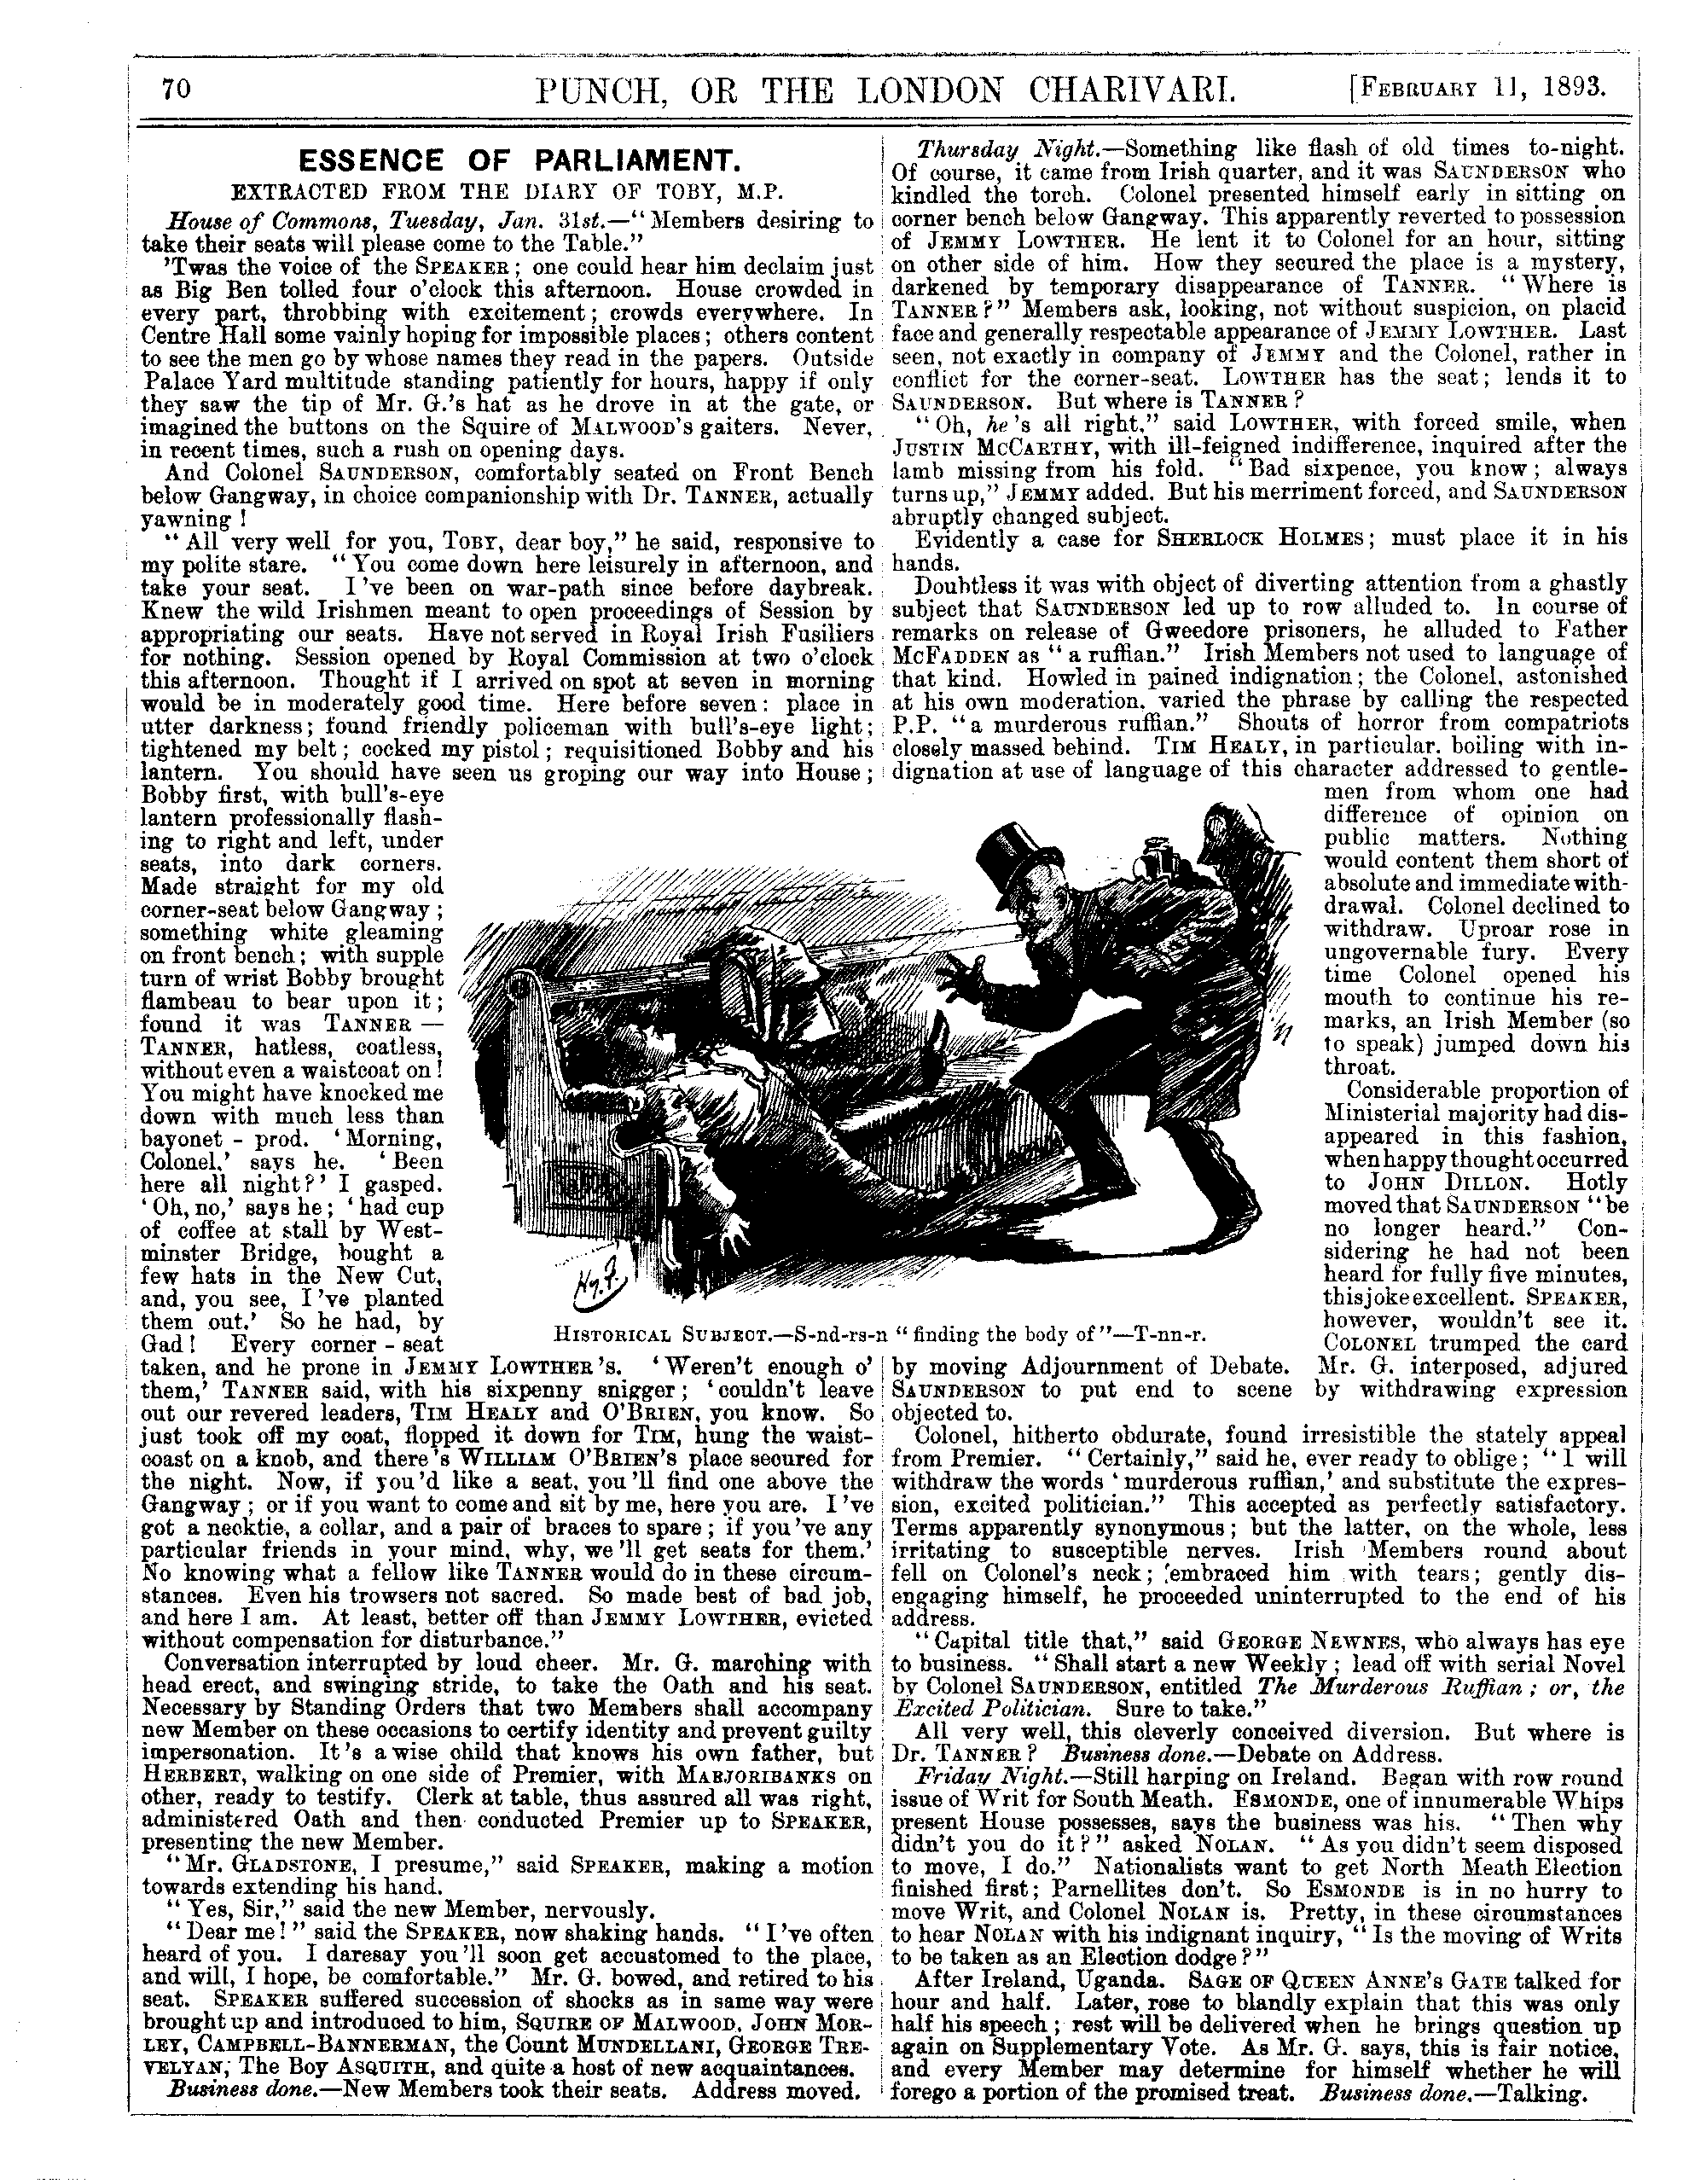 70
PUNCH, OR THE LONDON CHARIVARI.
[FEBRUARY 11, 1893.
ESSENCE OF PARLIAMENT.
EXTRACTED FROM THE DIARY OF TOBY, M.P.
House of Commons, Tuesday, Jan. 31st.—"Members desiring to
take their seats will please come to the Table."
'Twas the voice of the SPEAKER; one could hear him declaim just
as Big Ben tolled four o'clock this afternoon. House crowded in
every part, throbbing with excitement; crowds everywhere. In
Centre Hall some vainly hoping for impossible places; others content
to see the men go by whose names they read in the papers. Outside
Palace Yard multitude standing patiently for hours, happy if only
they saw the tip of Mr. G.'s hat as he drove in at the gate, or
imagined the buttons on the Squire of MALWOOD'S gaiters. Never,
in recent times, such a rush on opening days.
And Colonel SAUNDERSON, comfortably seated on Front Bench
below Gangway, in choice companionship with Dr. TANNER, actually
yawning!
"All very well for you, TOBY, dear boy," he said, responsive to
my polite stare. "You come down here leisurely in afternoon, and
take your seat. I've been on war-path since before daybreak.
Knew the wild Irishmen meant to open proceedings of Session by
appropriating our seats. Have not served in Royal Irish Fusiliers
for nothing. Session opened by Royal Commission at two o'clock
this afternoon. Thought if I arrived on spot at seven in morning
would be in moderately good time. Here before seven: place in
utter darkness; found friendly policeman with bull's-eye light;
tightened my belt; cocked my pistol; requisitioned Bobby and his
lantern. You should have seen us groping our way into House;
Bobby first, with bull's-eye
lantern professionally flash-
ing to right and left, under
seats, into dark corners.
Made straight for my old
corner-seat below Gangway;
something white gleaming
on front bench; with supple
turn of wrist Bobby brought
flambeau to bear upon it;
found it was TANNER—
TANNER, hatless, coatless,
without even a waistcoat on!
You might have knocked me
down with much less than
bayonet-prod. 'Morning,
Colonel,' says he. 'Been
here all night?' I gasped.
'Oh, no,' says he; 'had cup
of coffee at stall by West-
minster Bridge, bought a
few hats in the New Cut,
and, you see, I've planted
them out.' So he had, by
Gad! Every corner-seat
taken, and he prone in JEMMY LOWTHER'S. 'Weren't enough o'
them,' TANNER said, with his sixpenny snigger; 'couldn't leave
out our revered leaders, TIM HEALY and O'BRIEN, you know. So
just took off my coat, flopped it down for TIM, hung the waist-
coast on a knob, and there's WILLIAM O'BRIEN'S place secured for
the night. Now, if you'd like a seat, you'll find one above the
Gangway; or if you want to come and sit by me, here you are. I've
got a necktie, a collar, and a pair of braces to spare; if you've any
particular friends in your mind, why, we'll get seats for them.'
No knowing what a fellow like TANNER would do in these circum-
stances. Even his trowsers not sacred. So made best of bad job,
and here I am. At least, better off than JEMMY LOWTHER, evicted
without compensation for disturbance."
Conversation interrupted by loud cheer. Mr. G. marching with
head erect, and swinging stride, to take the Oath and his seat.
Necessary by Standing Orders that two Members shall accompany
new Member on these occasions to certify identity and prevent guilty
impersonation. It's a wise child that knows his own father, but
HERBERT, walking on one side of Premier, with MARJORIBANKS on
other, ready to testify. Clerk at table, thus assured all was right,
administered Oath and then conducted Premier up to SPEAKER,
presenting the new Member.
"Mr. GLADSTONE, I presume," said SPEAKER, making a motion
towards extending his hand.
"Yes, Sir," said the new Member, nervously.
"Dear me!" said the SPEAKER, now shaking hands. "I've often
heard of you. I daresay you'll soon get accustomed to the place,
and will, I hope, be comfortable." Mr. G. bowed, and retired to his
seat. SPEAKER suffered succession of shocks as in same way were
brought up and introduced to him, SQUIRE OF MALWOOD, JOHN MOR-
LEY, CAMPBELL-BANNERMAN, the Count MUNDELLANI, GEORGE TRE-
VELYAN, The Boy ASQUITH, and quite a host of new acquaintances.
Business done.—New Members took their seats. Address moved.
Hy. F.
HISTORICAL SUBJECT.—S-nd-rs-n "finding the body of"—T-nn-r.
Thursday Night.—Something like flash of old times to-night.
Of course, it came from Irish quarter, and it was SAUNDERSON who
kindled the torch. Colonel presented himself early in sitting on
corner bench below Gangway. This apparently reverted to possession
of JEMMY LOWTHER. He lent it to Colonel for an hour, sitting
on other side of him. How they secured the place is a mystery,
darkened by temporary disappearance of TANNER. "Where is
TANNER?" Members ask, looking, not without suspicion, on placid
face and generally respectable appearance of JEMMY LOWTHER. Last
seen, not exactly in company of JEMMY and the Colonel, rather in
conflict for the corner-seat. LOWTHER has the seat; lends it to
SAUNDERSON. But where is TANNER?
"Oh, he's all right," said LOWTHER, with forced smile, when
JUSTIN MCCARTHY, with ill-feigned indifference, inquired after the
lamb missing from his fold. "Bad sixpence, you know; always
turns up," JEMMY added. But his merriment forced, and SAUNDERSON
abruptly changed subject.
Evidently a case for SHERLOCK HOLMES; must place it in his
hands.
Doubtless it was with object of diverting attention from a ghastly
subject that SAUNDERSON led up to row alluded to. In course of
remarks on release of Gweedore prisoners, he alluded to Father
MCFADDEN as "a ruffian." Irish Members not used to language of
that kind. Howled in pained indignation; the Colonel, astonished
at his own moderation, varied the phrase by calling the respected
P.P. "a murderous ruffian." Shouts of horror from compatriots
closely massed behind. TIM HEALY, in particular, boiling with in-
dignation at use of language of this character addressed to gentle-
men from whom one had
difference of opinion on
public matters. Nothing
would content them short of
absolute and immediate with-
drawal. Colonel declined to
withdraw. Uproar rose in
ungovernable fury. Every
time Colonel opened his
mouth to continue his re-
marks, an Irish Member (so
to speak) jumped down his
throat.
Considerable proportion of
Ministerial majority had dis-
appeared in this fashion,
when happy thought occurred
to JOHN DILLON. Hotly
moved that SAUNDERSON "be
no longer heard." Con-
sidering he had not been
heard for fully five minutes,
this joke excellent. SPEAKER,
however, wouldn't see it.
COLONEL trumped the card
by moving Adjournment of Debate. Mr. G. interposed, adjured
SAUNDERSON to put end to scene by withdrawing expression
objected to.
Colonel, hitherto obdurate, found irresistible the stately appeal
from Premier. "Certainly," said he, ever ready to oblige; "I will
withdraw the words 'murderous ruffian,' and substitute the expres-
sion, excited politician." This accepted as perfectly satisfactory.
Terms apparently synonymous; but the latter, on the whole, less
irritating to susceptible nerves. Irish Members round about
fell on Colonel's neck; embraced him with tears; gently dis-
engaging himself, he proceeded uninterrupted to the end of his
address.
"Capital title that," said GEORGE NEWNES, who always has eye
to business. "Shall start a new Weekly; lead off with serial Novel
by Colonel SAUNDERSON, entitled The Murderous Ruffian; or, the
Excited Politician. Sure to take."
All very well, this cleverly conceived diversion. But where is
Dr. TANNER? Business done.—Debate on Address.
Friday Night.—Still harping on Ireland. Began with row round
issue of Writ for South Meath. ESMONDE, one of innumerable Whips
present House possesses, says the business was his. "Then why
didn't you do it?" asked NOLAN. "As you didn't seem disposed
to move, I do." Nationalists want to get North Meath Election
finished first; Parnellites don't. So ESMONDE is in no hurry to
move Writ, and Colonel NOLAN is. Pretty, in these circumstances
to hear NOLAN with his indignant inquiry, "Is the moving of Writs
to be taken as an Election dodge?"
After Ireland, Uganda. SAGE OF QUEEN ANNE'S GATE talked for
hour and half. Later, rose to blandly explain that this was only
half his speech; rest will be delivered when he brings question up
again on Supplementary Vote. As Mr. G. says, this is fair notice,
and every Member may determine for himself whether he will
forego a portion of the promised treat. Business done.—Talking.